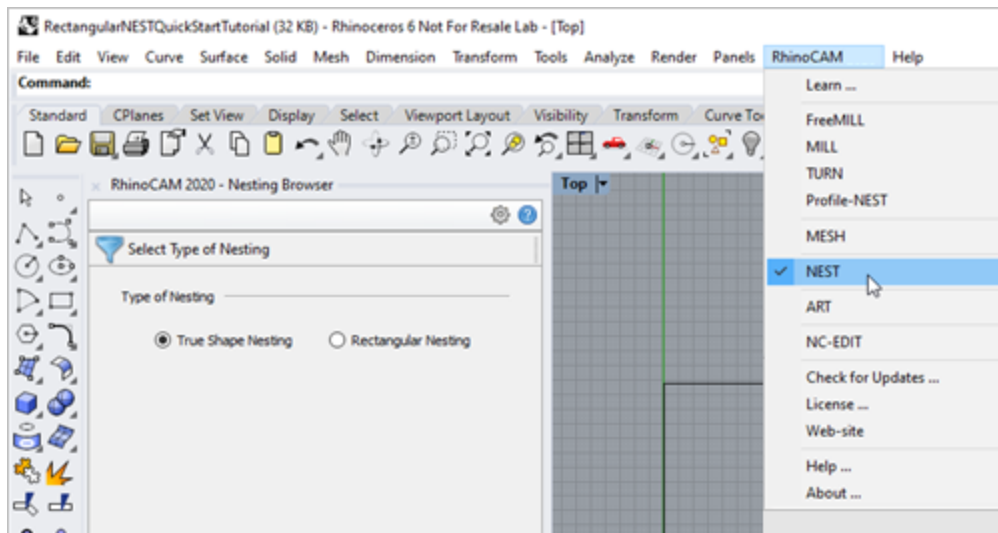 RectangularNESTQuickStartTutorial (32 KB) - Rhinoceros 6 Not For Resale Lab - [Top]
File Edit View Curve Surface Solid Mesh Dimension Transform Tools Analyze Render Panels RhinoCAM Help
Command:
Standard CPlanes Set View Display Select Viewport Layout Visibility Transform Curve To
RhinoCAM 2020 - Nesting Browser
Select Type of Nesting
Type of Nesting
True Shape Nesting Rectangular Nesting
Top
Learn ...
FreeMILL
MILL
TURN
Profile-NEST
MESH
NEST
ART
NC-EDIT
Check for Updates ...
License ...
Web-site
Help ...
About ...